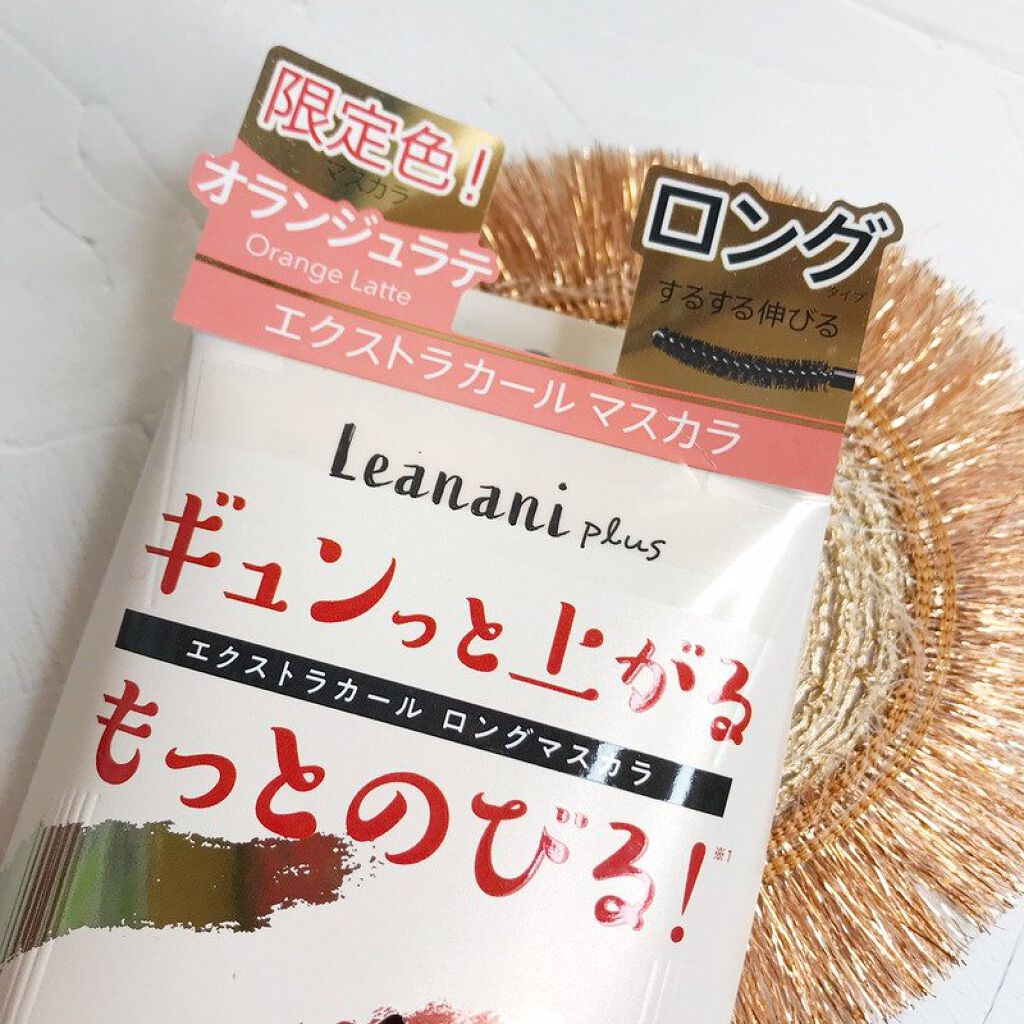 限定色!
マスカラ
オランジュラテ
Orange Latte
ロング
タイプ
するする伸びる
エクストラカール マスカラ
Leanani plus
ギュンっと上がる
エクストラカール ロングマスカラ
もっとのびる!
※1